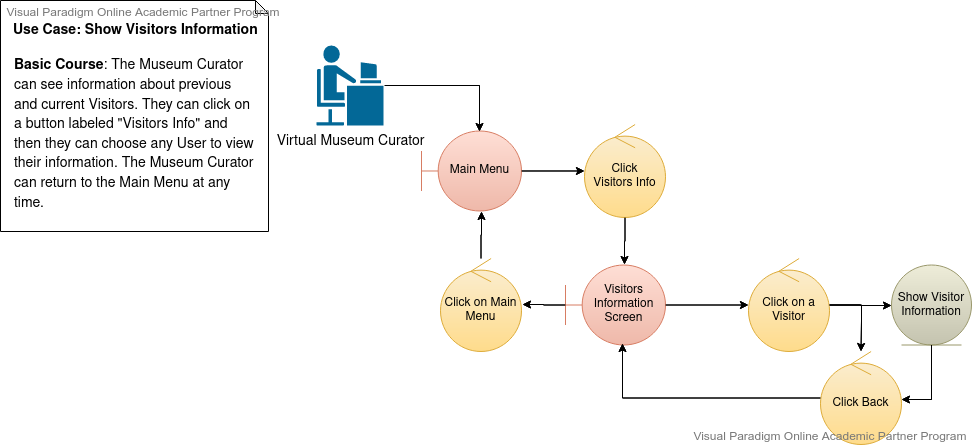 Visual Paradigm Online Academic Partner Program
Use Case: Show Visitors Information
Basic Course: The Museum Curator
can see information about previous
and current Visitors. They can click on
a button labeled "Visitors Info" and
then they can choose any User to view
their information. The Museum Curator
can return to the Main Menu at any
time.
Virtual Museum Curator
Main Menu
Click
Visitors Info
Click on Main
Menu
Visitors
Information
Screen
Click on a
Visitor
Show Visitor
Information
Click Back
Visual Paradigm Online Academic Partner Program